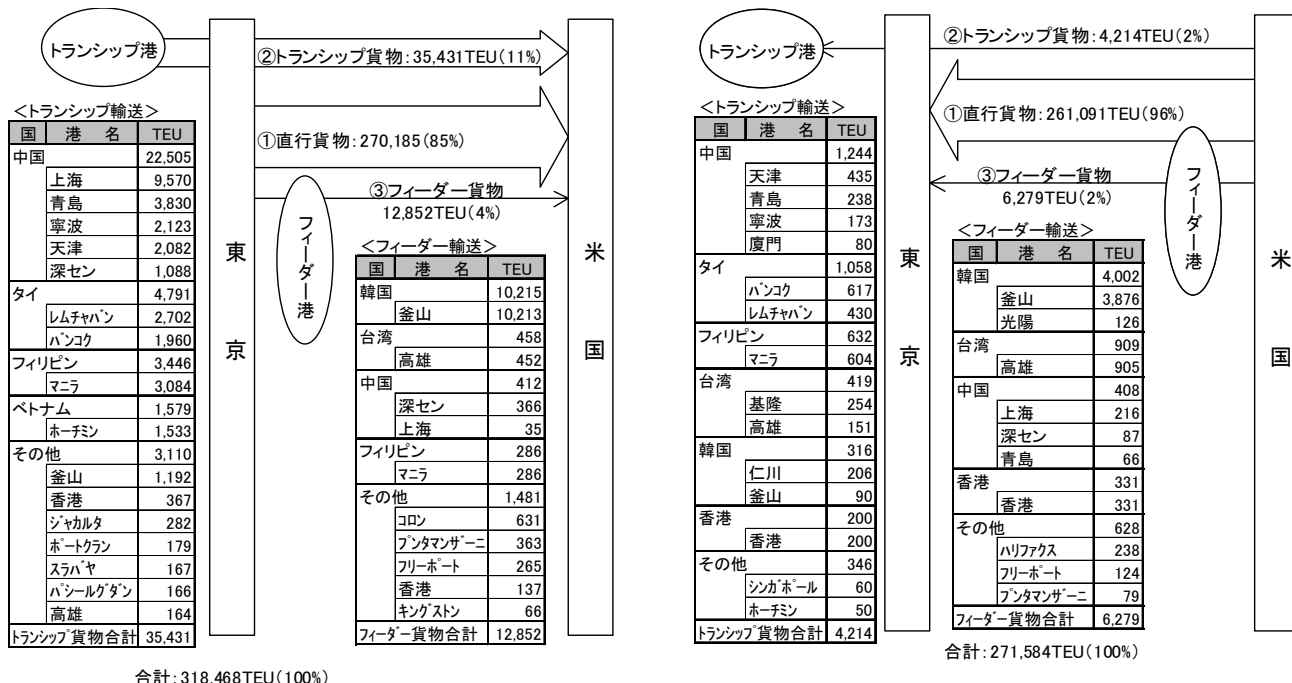 トランシップ港
②トランシップ貨物:35,431TEU(11%)
<トランシップ輸送>
国 港 名 TEU
中国 22,505
上海 9,570
青島 3,830
寧波 2,123
天津 2,082
深セン 1,088
タイ 4,791
レムチャバン 2,702
バンコク 1,960
フィリピン 3,446
マニラ 3,084
ベトナム 1,579
ホーチミン 1,533
その他 3,110
釜山 1,192
香港 367
ジャカルタ 282
ポートクラン 179
スラバヤ 167
パシールグダン 166
高雄 164
トランシップ貨物合計 35,431
東京
①直行貨物:270,185(85%)
③フィーダー貨物
12,852TEU(4%)
フィーダー港
<フィーダー輸送>
国 港 名 TEU
韓国 10,215
釜山 10,213
台湾 458
高雄 452
中国 412
深セン 366
上海 35
フィリピン 286
マニラ 286
その他 1,481
コロン 631
プンタマンザーニ 363
フリーポート 265
香港 137
キングストン 66
フィーダー貨物合計 12,852
米国
合計:318,468TEU(100%)
トランシップ港
②トランシップ貨物:4,214TEU(2%)
<トランシップ輸送>
国 港 名 TEU
中国 1,244
天津 435
青島 238
寧波 173
廈門 80
タイ 1,058
バンコク 617
レムチャバン 430
フィリピン 632
マニラ 604
台湾 419
基隆 254
高雄 151
韓国 316
仁川 206
釜山 90
香港 200
香港 200
その他 346
シンガポール 60
ホーチミン 50
トランシップ貨物合計 4,214
東京
①直行貨物:261,091TEU(96%)
③フィーダー貨物
6,279TEU(2%)
フィーダー港
<フィーダー輸送>
国 港 名 TEU
韓国 4,002
釜山 3,876
光陽 126
台湾 909
高雄 905
中国 408
上海 216
深セン 87
青島 66
香港 331
香港 331
その他 628
ハリファクス 238
フリーポート 124
プンタマンザーニ 79
フィーダー貨物合計 6,279
米国
合計:271,584TEU(100%)